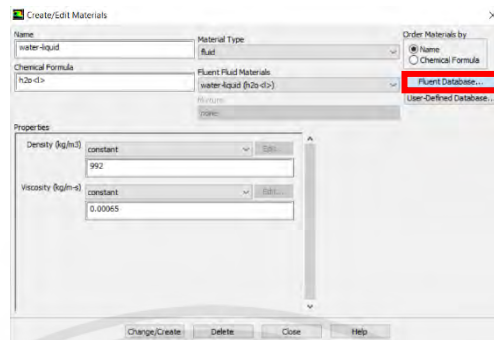 Create/Edit Materials
Name
water-liquid
Material Type
fluid
Order Materials by
Name
Chemical Formula
Chemical Formula
h2o<l>
Fluent Fluid Materials
water-liquid (h2o<l>)
Mixture
none
Fluent Database...
User-Defined Database...
Properties
Density (kg/m3)
constant
Edit...
992
Viscosity (kg/m-s)
constant
Edit...
0.00065
Change/Create
Delete
Close
Help